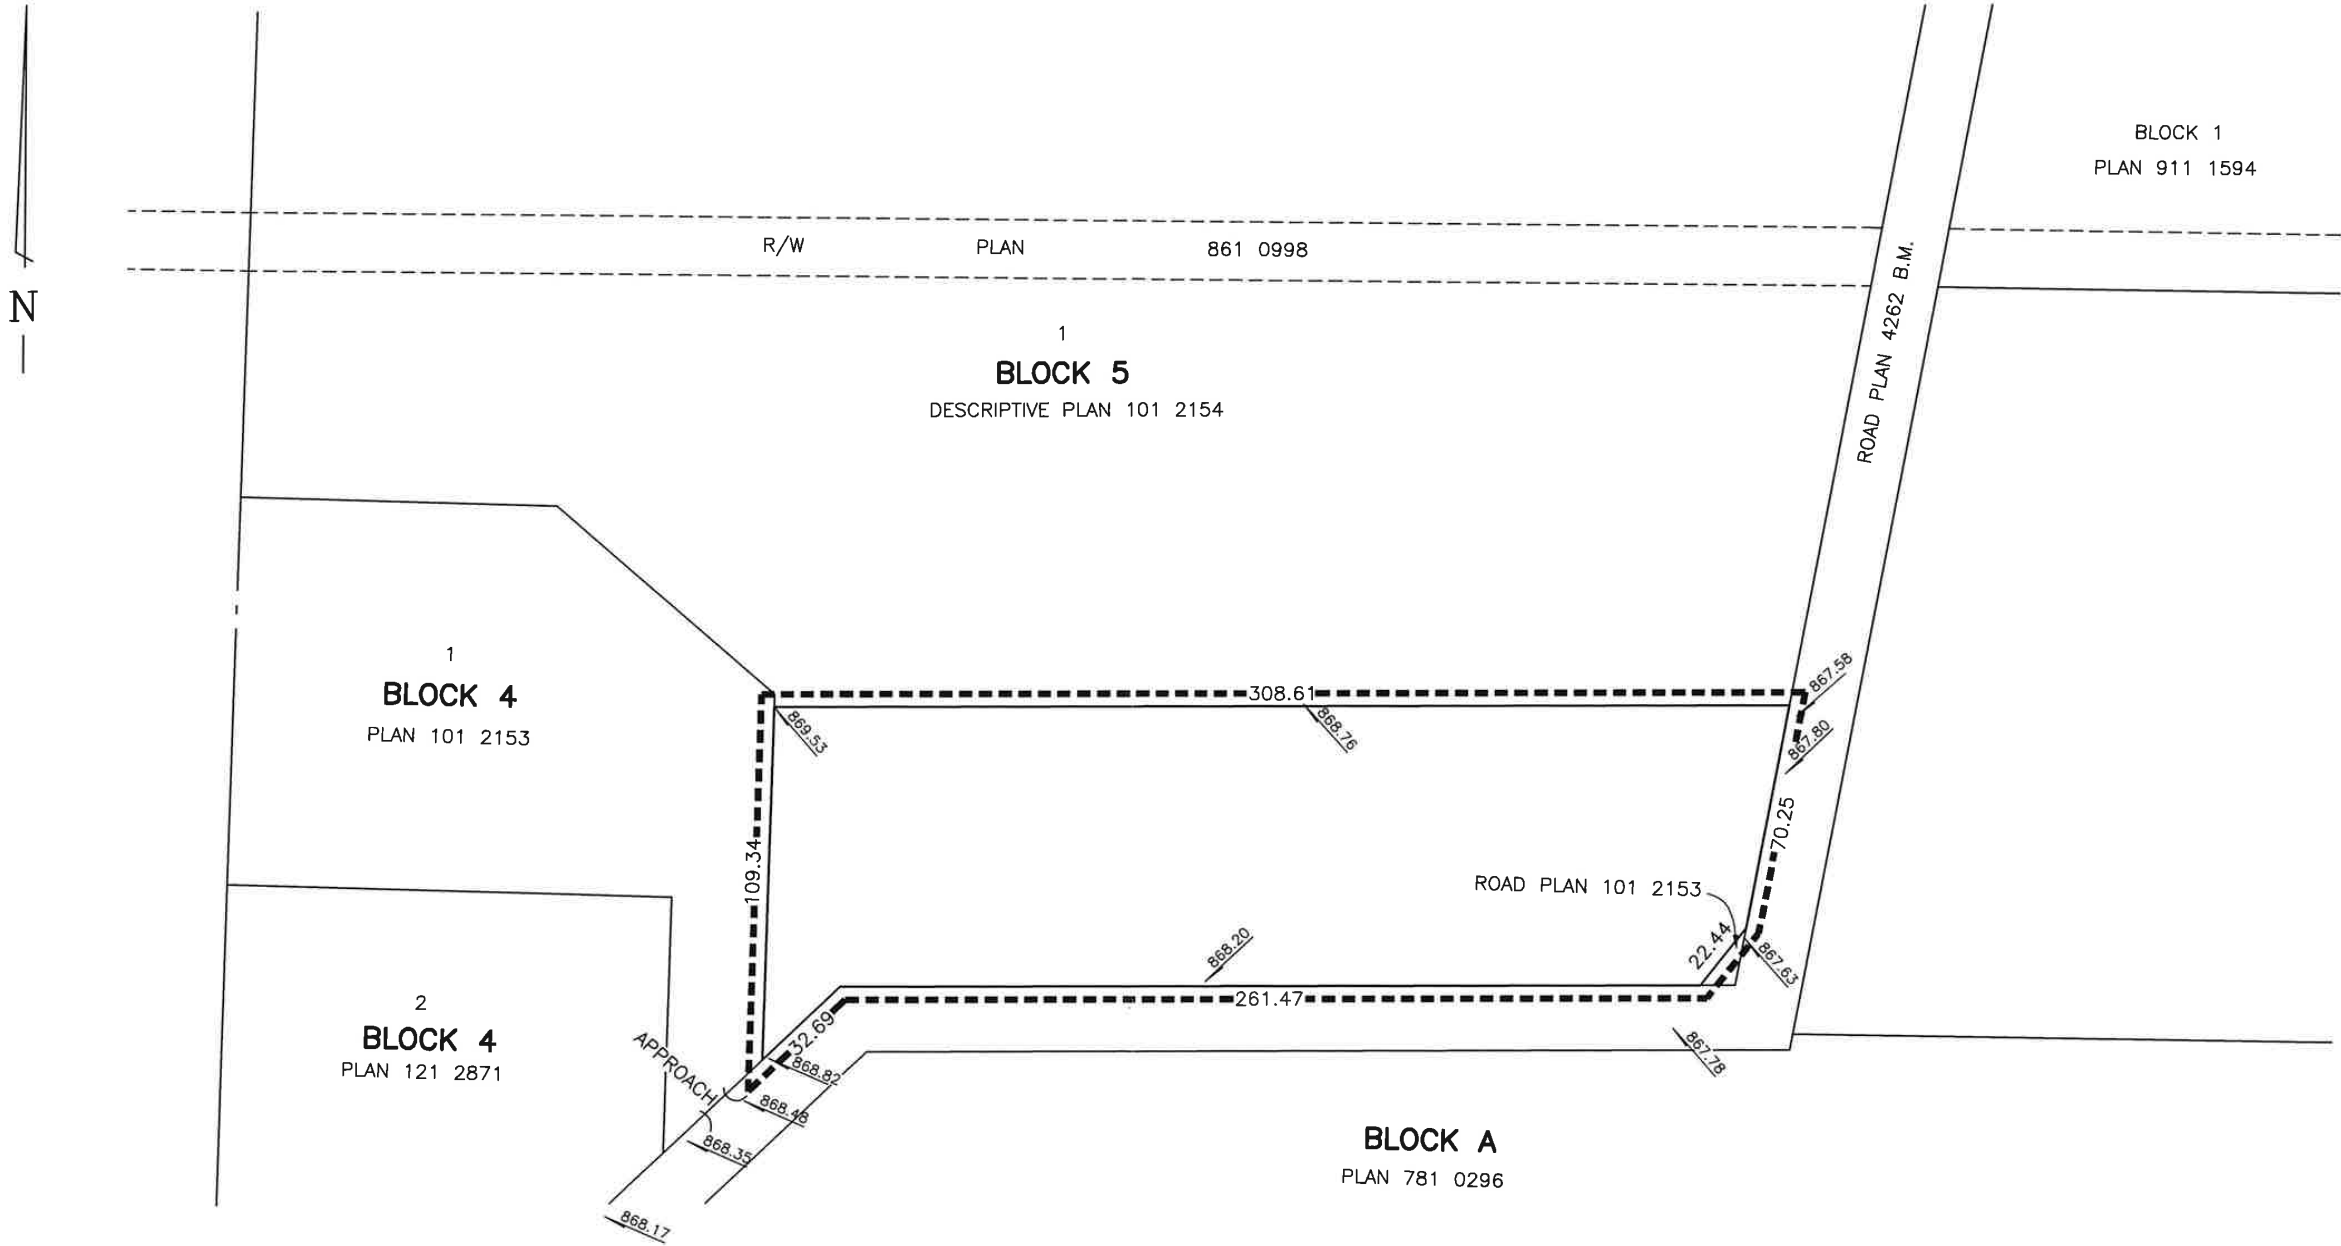 BLOCK 1
PLAN 911 1594
R/W PLAN 861 0998
ROAD PLAN 4262 B.M.
N
1
BLOCK 5
DESCRIPTIVE PLAN 101 2154
1
BLOCK 4
PLAN 101 2153
308.61
867.58
869.53
868.76
867.80
70.25
109.34
ROAD PLAN 101 2153
22.44
868.20
867.63
261.47
2
BLOCK 4
PLAN 121 2871
32.69
APPROACH
868.82
867.78
868.48
868.35
BLOCK A
PLAN 781 0296
868.17